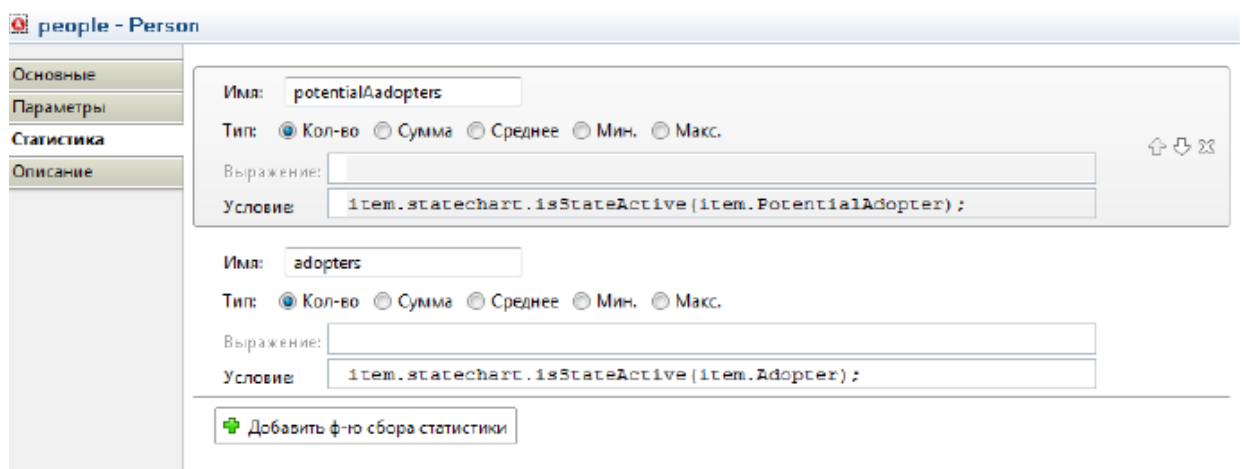 people - Person
Основные
Параметры
Статистика
Описание
Имя: potentialAadopters
Тип: Кол-во Сумма Среднее Мин. Макс.
Выражение:
Условие: item.statechart.isStateActive(item.PotentialAdopter);
Имя: adopters
Тип: Кол-во Сумма Среднее Мин. Макс.
Выражение:
Условие: item.statechart.isStateActive(item.Adopter);
Добавить ф-ю сбора статистики